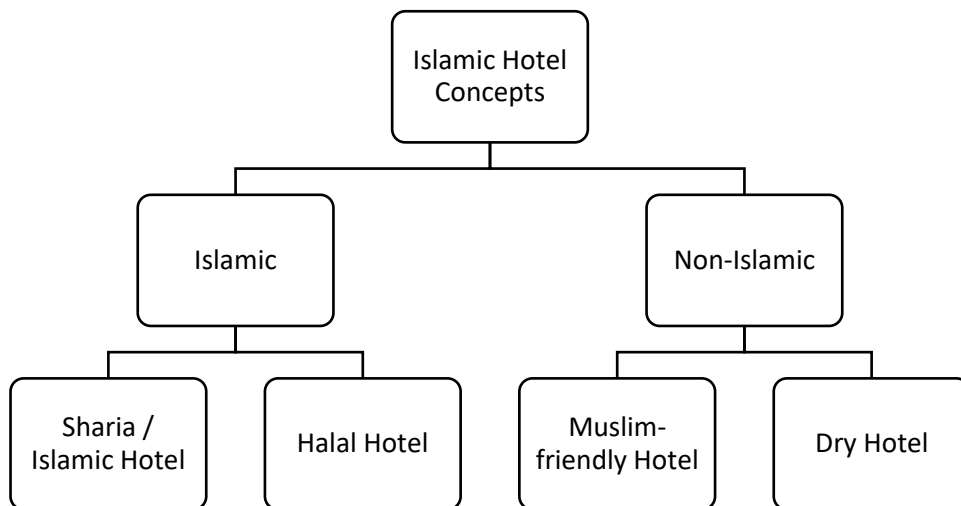 Islamic Hotel
Concepts
Islamic
Non-Islamic
Sharia /
Islamic Hotel
Halal Hotel
Muslim-
friendly Hotel
Dry Hotel